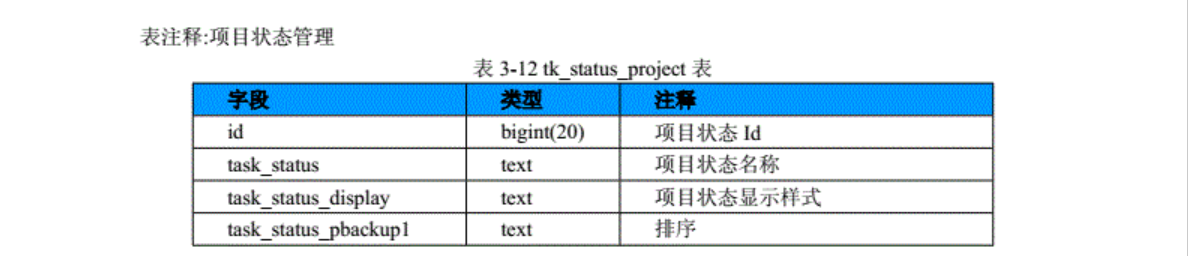 表注释:项目状态管理
表 3-12 tk_status_project 表
字段 类型 注释
id bigint(20) 项目状态 Id
task_status text 项目状态名称
task_status_display text 项目状态显示样式
task_status_pbackup1 text 排序